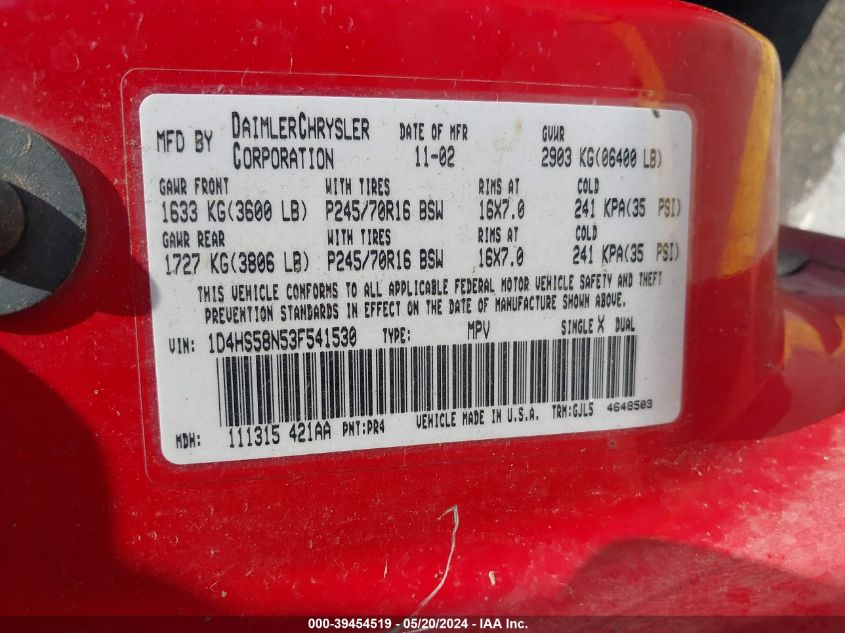 MFD BY DAIMLERCHRYSLER CORPORATION DATE OF MFR 11-02 GVWR 2903 KG(06400 LB)
GAWR FRONT WITH TIRES RIMS AT COLD
1633 KG(3600 LB) P245/70R16 BSW 16X7.0 241 KPA(35 PSI)
GAWR REAR WITH TIRES RIMS AT COLD
1727 KG(3806 LB) P245/70R16 BSW 16X7.0 241 KPA(35 PSI)
THIS VEHICLE CONFORMS TO ALL APPLICABLE FEDERAL MOTOR VEHICLE SAFETY AND THEFT
PREVENTION STANDARDS IN EFFECT ON THE DATE OF MANUFACTURE SHOWN ABOVE.
VIN: 1D4HS58N53F541530 TYPE: MPV SINGLE X DUAL
MDH: 111315 421AA PNT:PR4 VEHICLE MADE IN U.S.A. TRM:GJL5 4648503
000-39454519 - 05/20/2024 - IAA Inc.